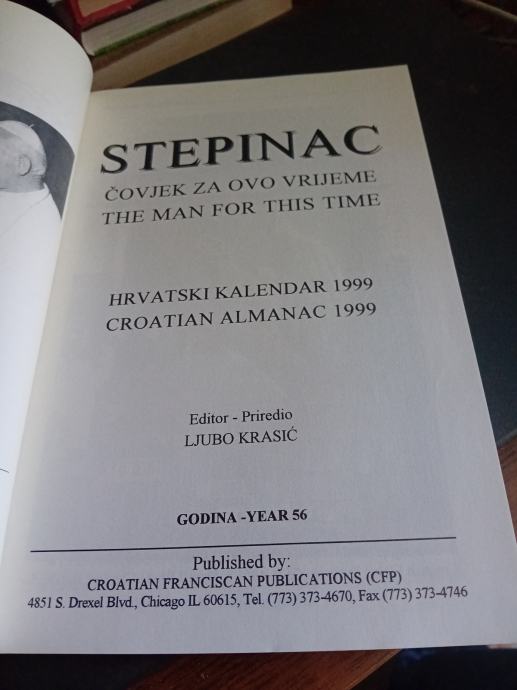 STEPINAC
ČOVJEK ZA OVO VRIJEME
THE MAN FOR THIS TIME
HRVATSKI KALENDAR 1999
CROATIAN ALMANAC 1999
Editor - Priredio
LJUBO KRASIĆ
GODINA -YEAR 56
Published by:
CROATIAN FRANCISCAN PUBLICATIONS (CFP)
4851 S. Drexel Blvd., Chicago IL 60615, Tel. (773) 373-4670, Fax (773) 373-4746